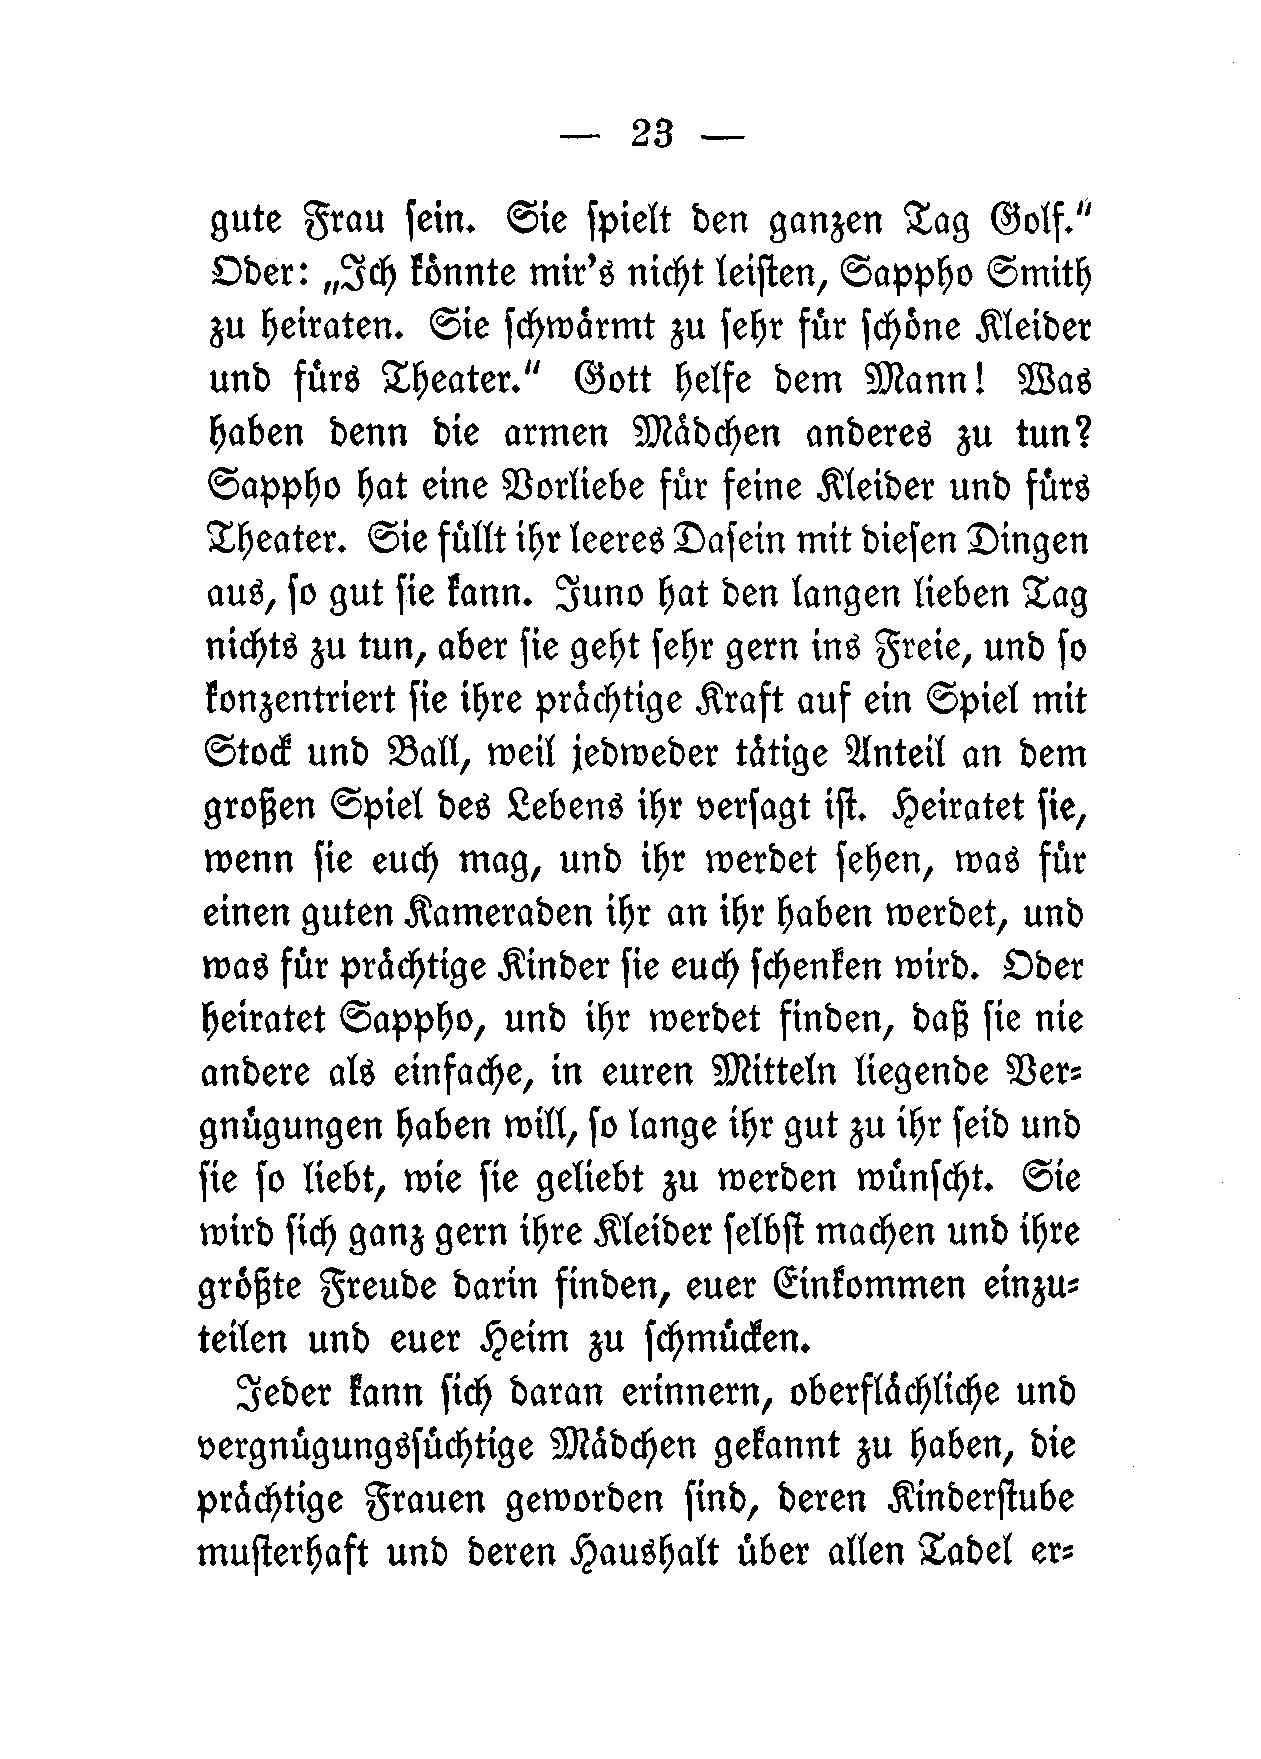 — 23 —
gute Frau sein. Sie spielt den ganzen Tag Golf."
Oder: „Ich könnte mir's nicht leisten, Sappho Smith
zu heiraten. Sie schwärmt zu sehr für schöne Kleider
und fürs Theater." Gott helfe dem Mann! Was
haben denn die armen Mädchen anderes zu tun?
Sappho hat eine Vorliebe für feine Kleider und fürs
Theater. Sie füllt ihr leeres Dasein mit diesen Dingen
aus, so gut sie kann. Juno hat den langen lieben Tag
nichts zu tun, aber sie geht sehr gern ins Freie, und so
konzentriert sie ihre prächtige Kraft auf ein Spiel mit
Stock und Ball, weil jedweder tätige Anteil an dem
großen Spiel des Lebens ihr versagt ist. Heiratet sie,
wenn sie euch mag, und ihr werdet sehen, was für
einen guten Kameraden ihr an ihr haben werdet, und
was für prächtige Kinder sie euch schenken wird. Oder
heiratet Sappho, und ihr werdet finden, daß sie nie
andere als einfache, in euren Mitteln liegende Ver-
gnügungen haben will, so lange ihr gut zu ihr seid und
sie so liebt, wie sie geliebt zu werden wünscht. Sie
wird sich ganz gern ihre Kleider selbst machen und ihre
größte Freude darin finden, euer Einkommen einzu-
teilen und euer Heim zu schmücken.
Jeder kann sich daran erinnern, oberflächliche und
vergnügungssüchtige Mädchen gekannt zu haben, die
prächtige Frauen geworden sind, deren Kinderstube
musterhaft und deren Haushalt über allen Tadel er-